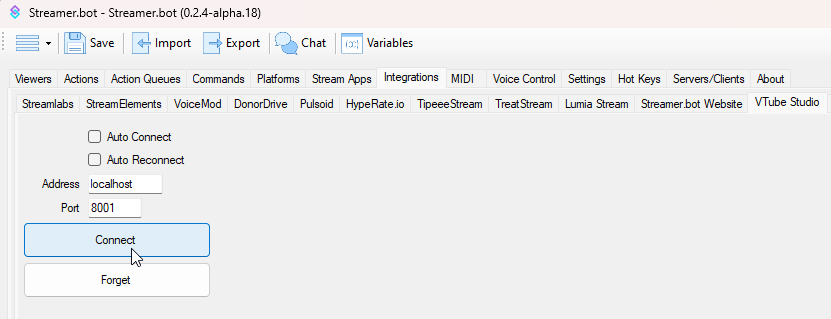 Streamer.bot - Streamer.bot (0.2.4-alpha.18)
Save Import Export Chat Variables
Viewers Actions Action Queues Commands Platforms Stream Apps Integrations MIDI Voice Control Settings Hot Keys Servers/Clients About
Streamlabs StreamElements VoiceMod DonorDrive Pulsoid HypeRate.io TipeeeStream TreatStream Lumia Stream Streamer.bot Website VTube Studio
Auto Connect
Auto Reconnect
Address localhost
Port 8001
Connect
Forget